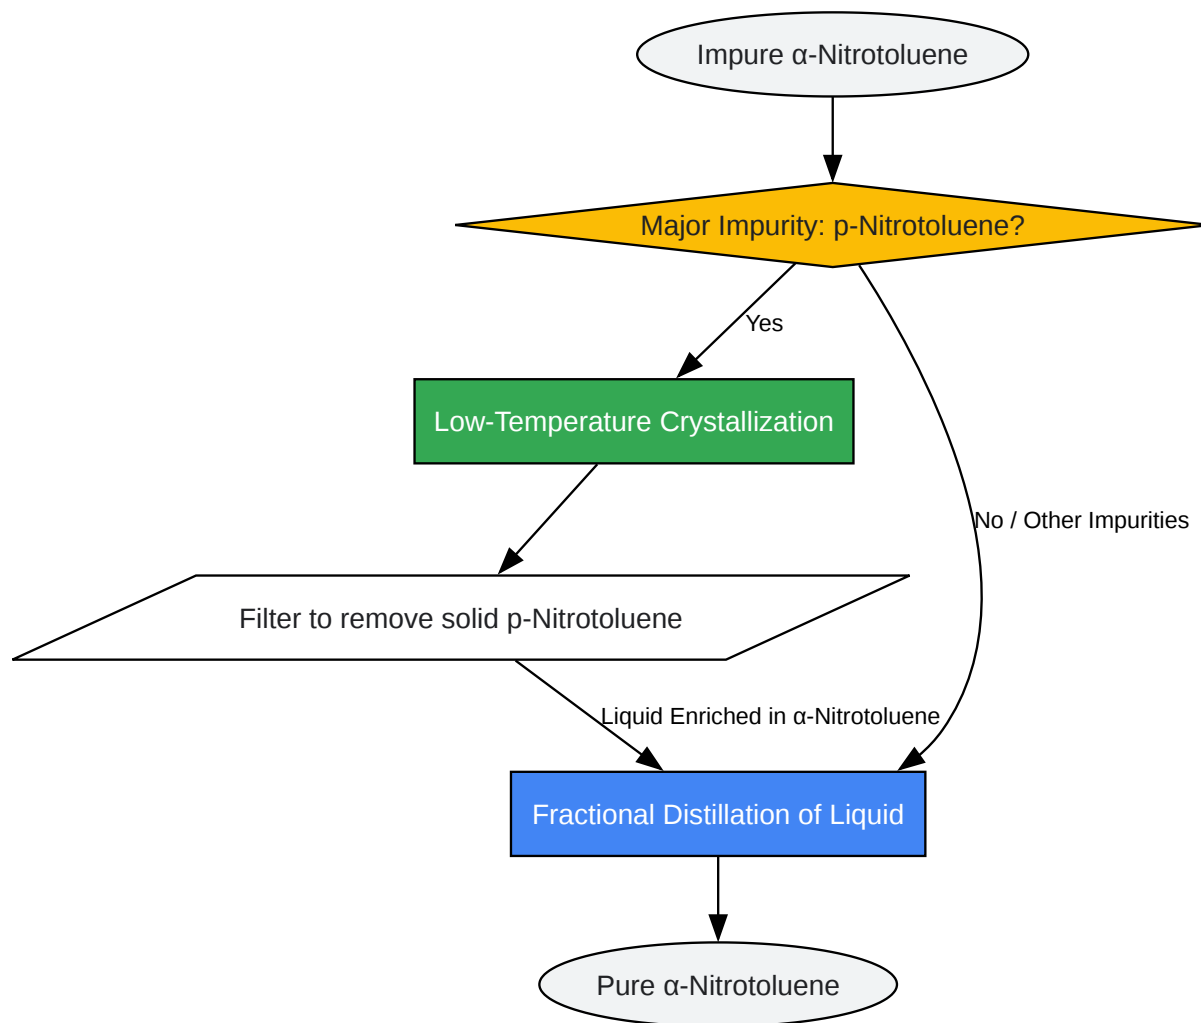 Impure α-Nitrotoluene
Major Impurity: p-Nitrotoluene?
Yes
Low-Temperature Crystallization
No / Other Impurities
Filter to remove solid p-Nitrotoluene
Liquid Enriched in α-Nitrotoluene
Fractional Distillation of Liquid
Pure α-Nitrotoluene